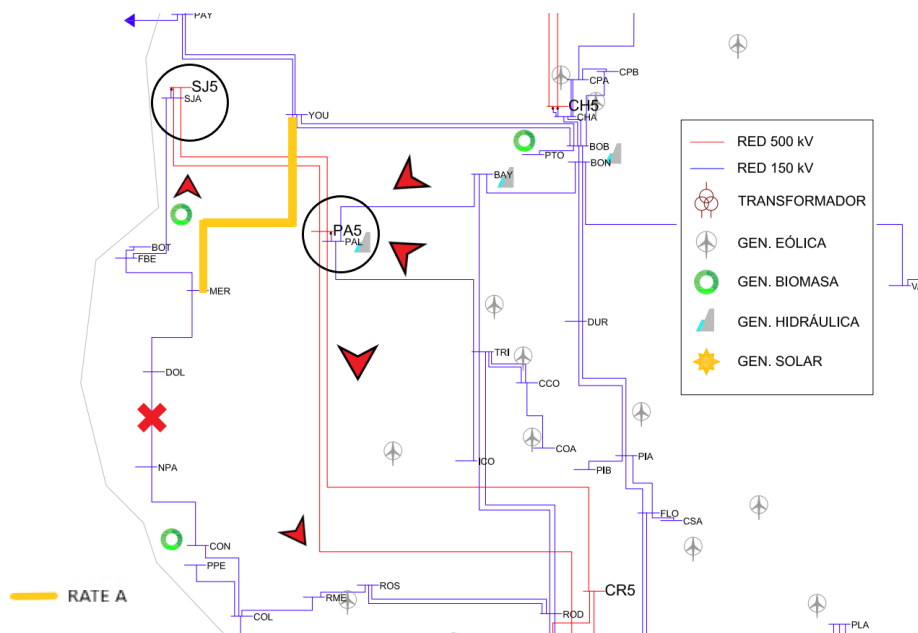 PAY
SJ5
SJA
YOU
CPA
CPB
CH5
CHA
BOB
PTO
BON
BAY
PA5
PAL
BOT
FBE
MER
DUR
TRI
DOL
CCO
COA
NPA
ICO
PIB
PIA
FLO
CSA
CON
PPE
COL
RME
ROS
ROD
CR5
PLA
RED 500 kV
RED 150 kV
TRANSFORMADOR
GEN. EÓLICA
GEN. BIOMASA
GEN. HIDRÁULICA
GEN. SOLAR
RATE A